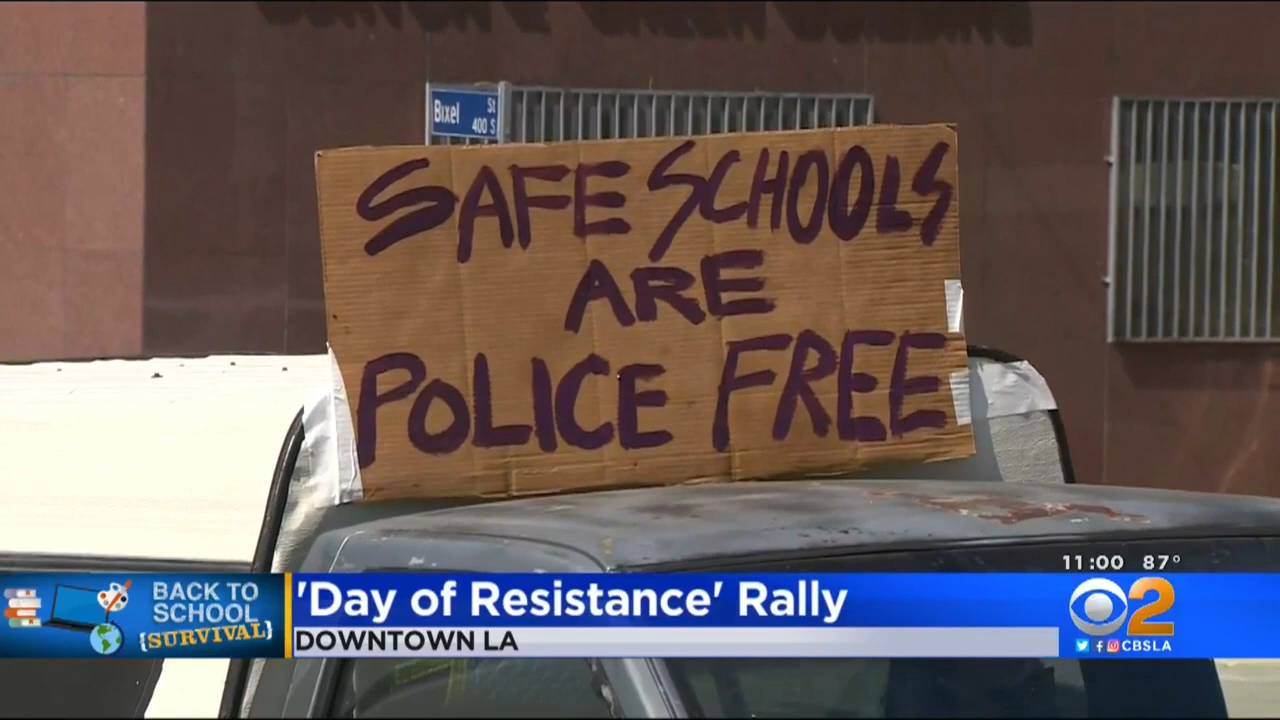 Bixel St
400 S
SAFE SCHOOLS
ARE
POLICE FREE
11:00 87°
BACK TO
SCHOOL
{SURVIVAL}
'Day of Resistance' Rally
DOWNTOWN LA
2
CBSLA